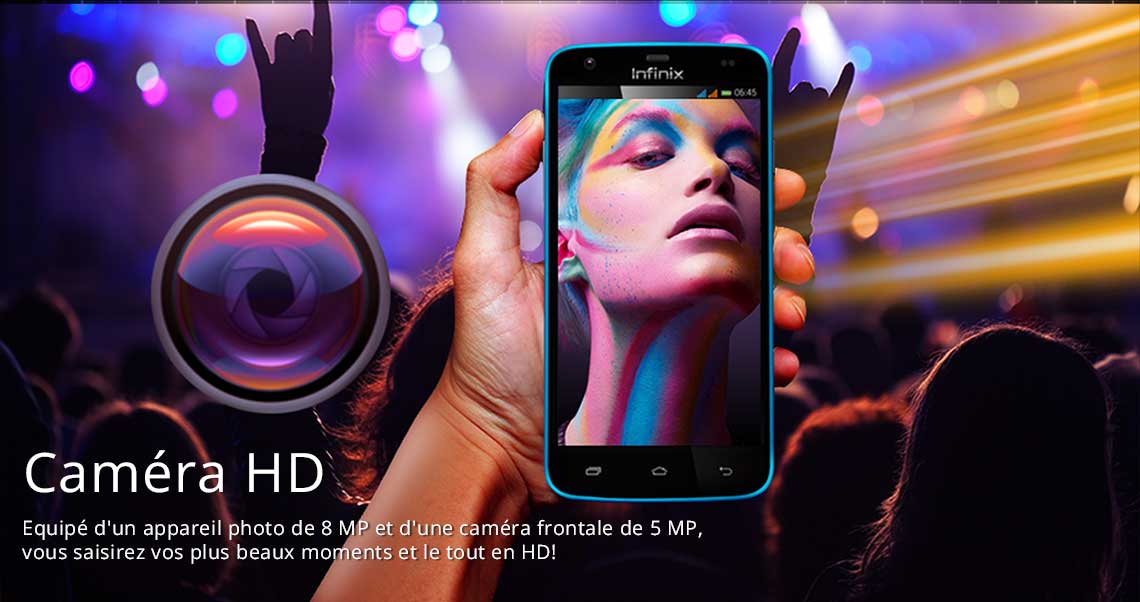 Infinix
06:45
Caméra HD
Equipé d'un appareil photo de 8 MP et d'une caméra frontale de 5 MP,
vous saisirez vos plus beaux moments et le tout en HD!